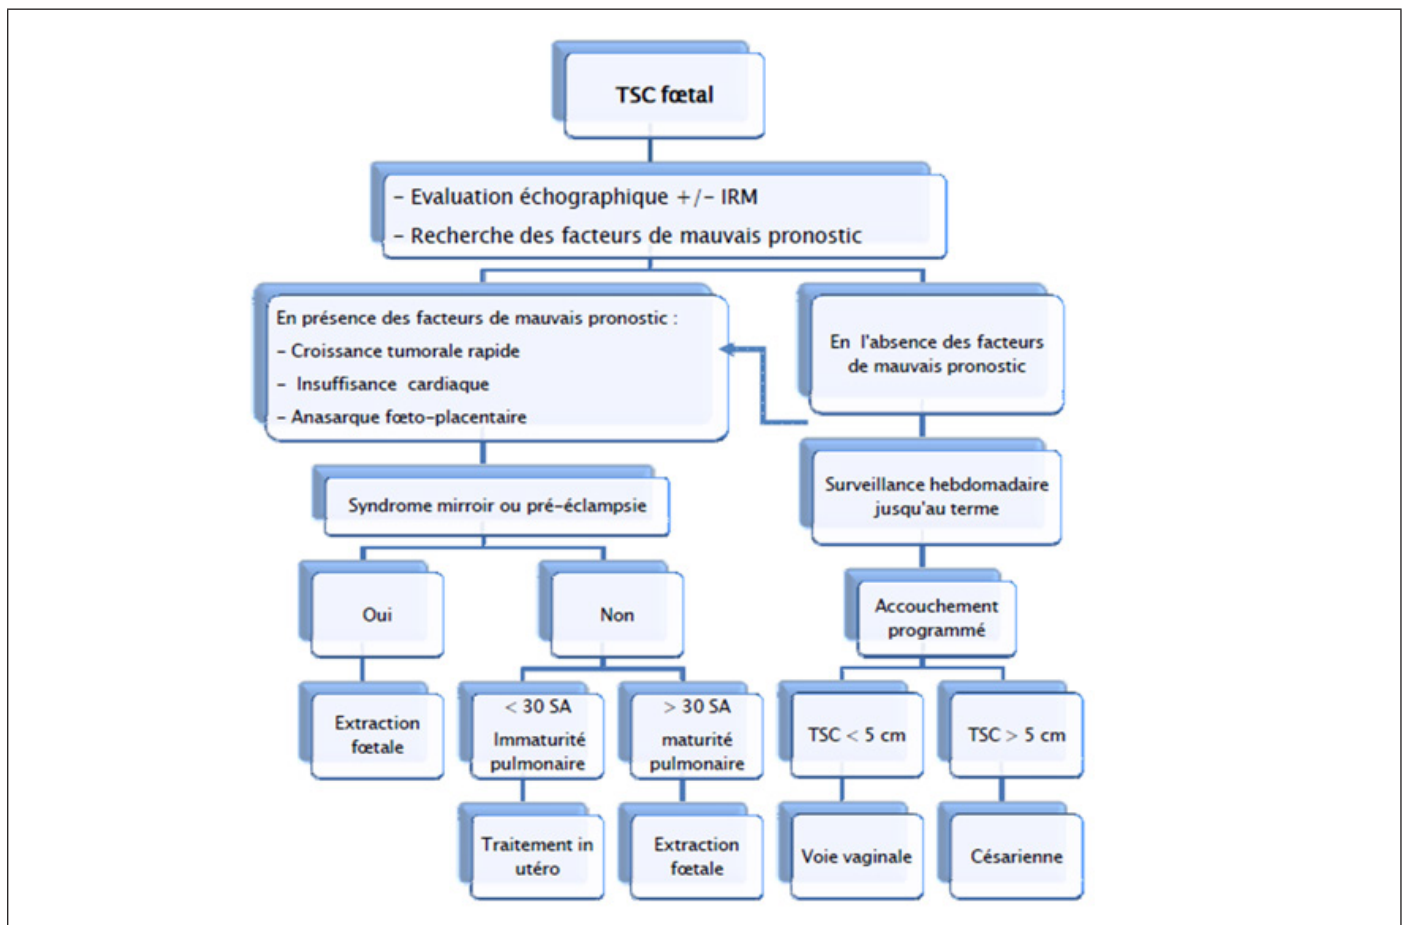 TSC fœtal
– Evaluation échographique +/– IRM
– Recherche des facteurs de mauvais pronostic
En présence des facteurs de mauvais pronostic :
– Croissance tumorale rapide
– Insuffisance cardiaque
– Anasarque fœto–placentaire
En l'absence des facteurs
de mauvais pronostic
Syndrome mirroir ou pré–éclampsie
Surveillance hebdomadaire
jusqu'au terme
Oui
Non
Accouchement
programmé
Extraction
fœtale
< 30 SA
Immaturité
pulmonaire
> 30 SA
maturité
pulmonaire
TSC < 5 cm
TSC > 5 cm
Traitement in
utéro
Extraction
fœtale
Voie vaginale
Césarienne